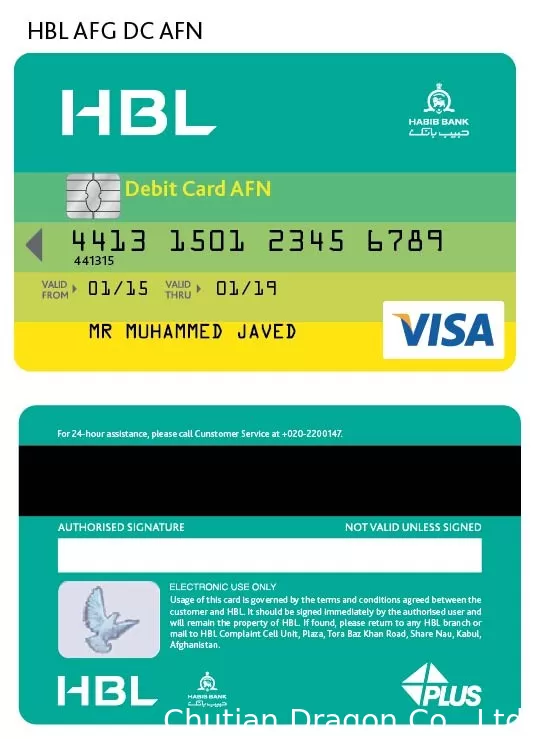 HBL AFG DC AFN
HBL
HABIB BANK
حبیب بینک
Debit Card AFN
4413 1501 2345 6789
441315
VALID FROM 01/15 VALID THRU 01/19
MR MUHAMMED JAVED
VISA
For 24-hour assistance, please call Cunstomer Service at +020-2200147.
AUTHORISED SIGNATURE NOT VALID UNLESS SIGNED
ELECTRONIC USE ONLY
Usage of this card is governed by the terms and conditions agreed between the
customer and HBL. It should be signed immediately by the authorised user and
will remain the property of HBL. If found, please return to any HBL branch or
mail to HBL Complaint Cell Unit, Plaza, Tora Baz Khan Road, Share Nau, Kabul,
Afghanistan.
HBL
HABIB BANK
حبیب بینک
PLUS
Chutian Dragon Co., Ltd